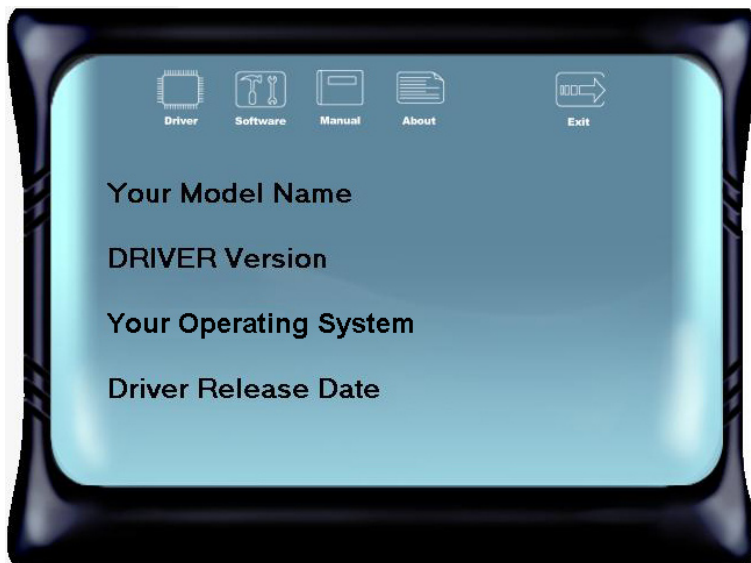 Driver Software Manual About Exit
Your Model Name
DRIVER Version
Your Operating System
Driver Release Date